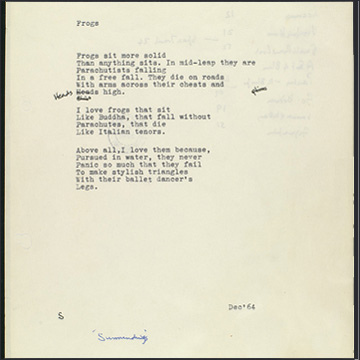 Frogs
Frogs sit more solid
Than anything sits. In mid-leap they are
Parachutists falling
In a free fall. They die on roads
With arms across their chests and
Heads high.
I love frogs that sit
Like Buddha, that fall without
Parachutes, that die
Like Italian tenors.
Above all,I love them because,
Pursued in water, they never
Panic so much that they fail
To make stylish triangles
With their ballet dancer's
Legs.
Dec'64
S